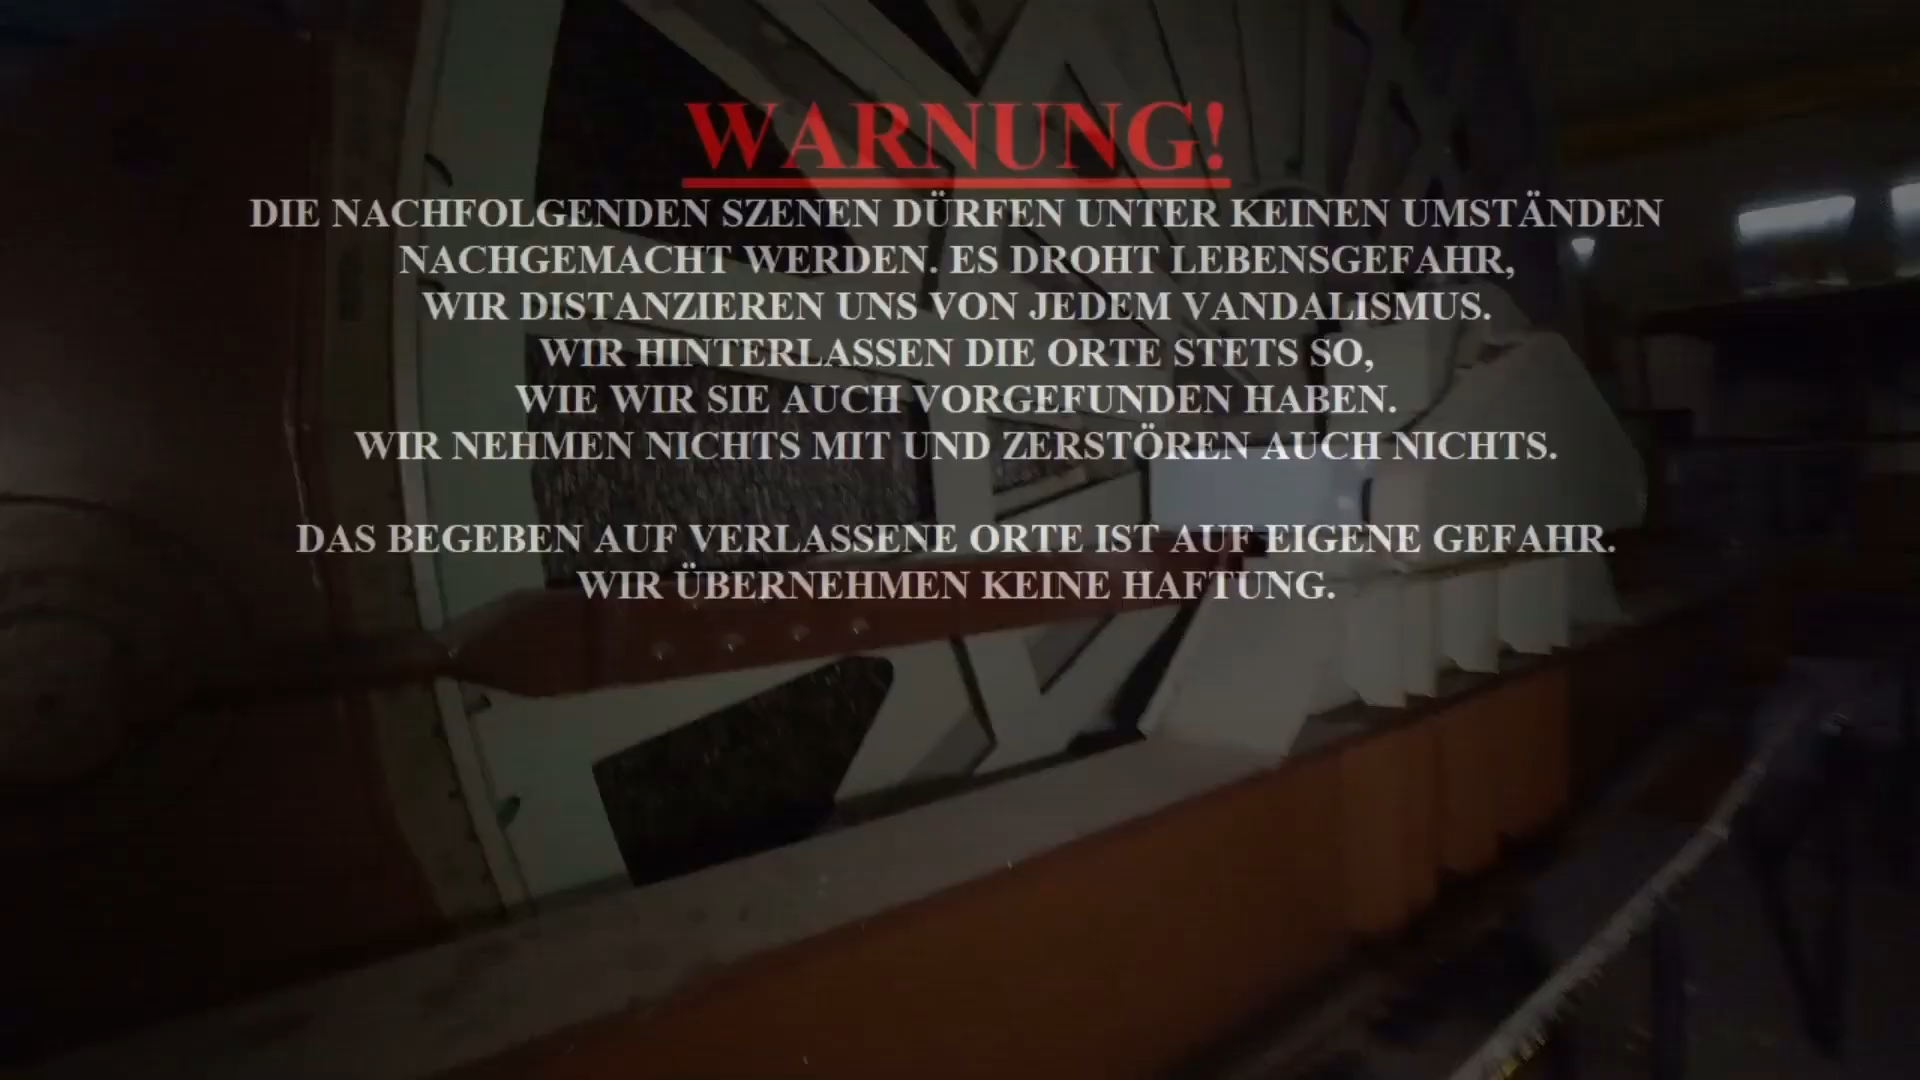 WARNUNG!
DIE NACHFOLGENDEN SZENEN DÜRFEN UNTER KEINEN UMSTÄNDEN
NACHGEMACHT WERDEN. ES DROHT LEBENSGEFAHR,
WIR DISTANZIEREN UNS VON JEDEM VANDALISMUS.
WIR HINTERLASSEN DIE ORTE STETS SO,
WIE WIR SIE AUCH VORGEFUNDEN HABEN.
WIR NEHMEN NICHTS MIT UND ZERSTÖREN AUCH NICHTS.
DAS BEGEBEN AUF VERLASSENE ORTE IST AUF EIGENE GEFAHR.
WIR ÜBERNEHMEN KEINE HAFTUNG.